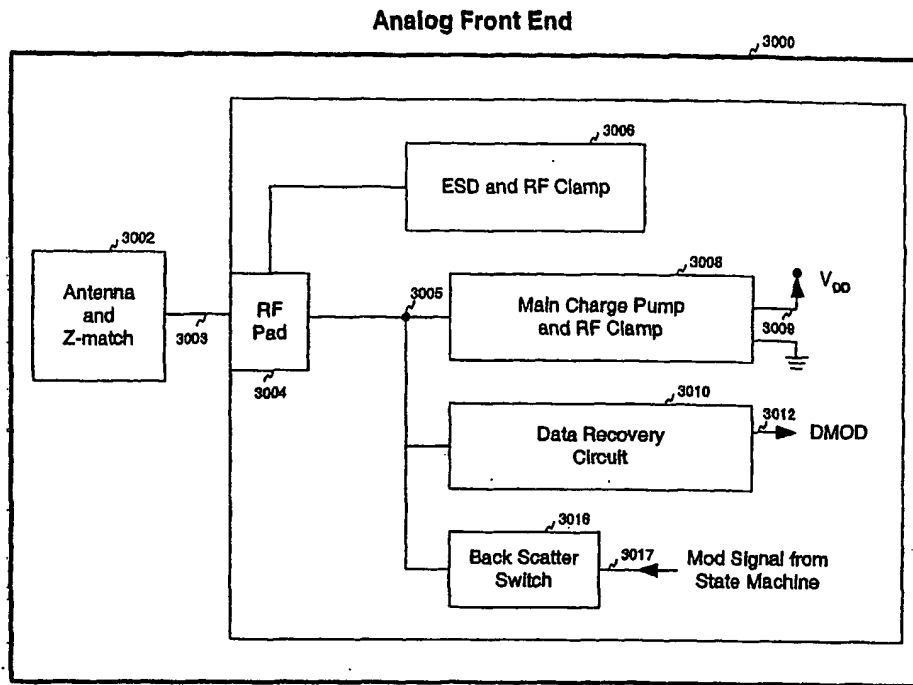 Analog Front End
3000
3006
ESD and RF Clamp
3002
Antenna
and
Z-match
3003
RF
Pad
3004
3005
3008
Main Charge Pump
and RF Clamp
VDD
3009
3010
Data Recovery
Circuit
3012
DMOD
3016
Back Scatter
Switch
3017
Mod Signal from
State Machine